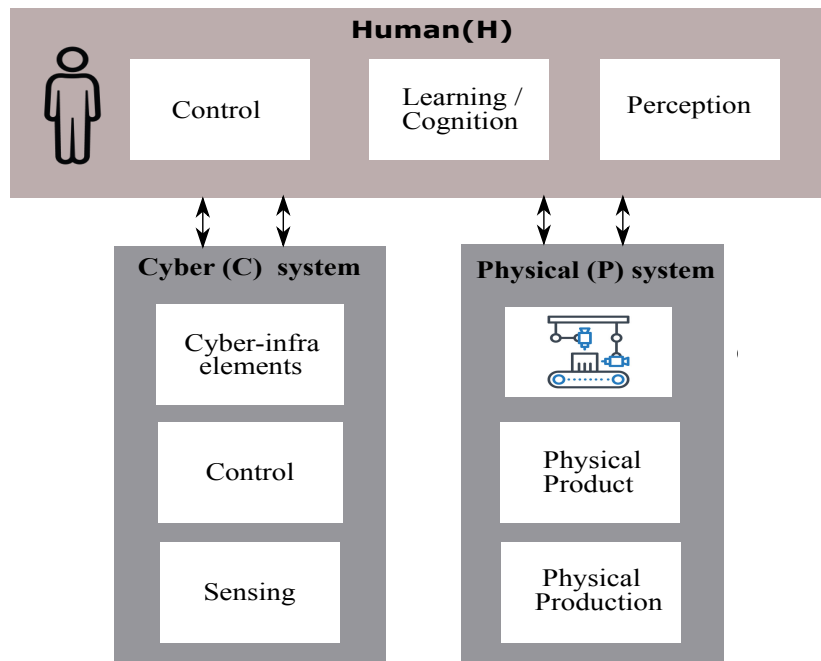 Human(H)
Control
Learning /
Cognition
Perception
Cyber (C) system
Cyber-infra
elements
Control
Sensing
Physical (P) system
Physical
Product
Physical
Production